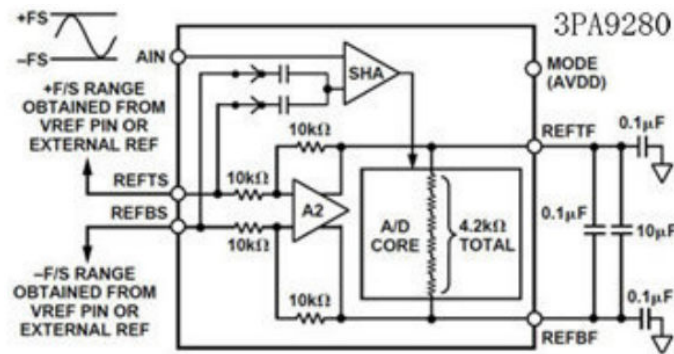 +FS
–FS
3PA9280
AIN
SHA
MODE
(AVDD)
+F/S RANGE
OBTAINED FROM
VREF PIN OR
EXTERNAL REF
10kΩ
REFTF
0.1µF
REFTS
10kΩ
A2
A/D
CORE
4.2kΩ
TOTAL
0.1µF
10µF
REFBS
10kΩ
–F/S RANGE
OBTAINED FROM
VREF PIN OR
EXTERNAL REF
10kΩ
0.1µF
REFBF